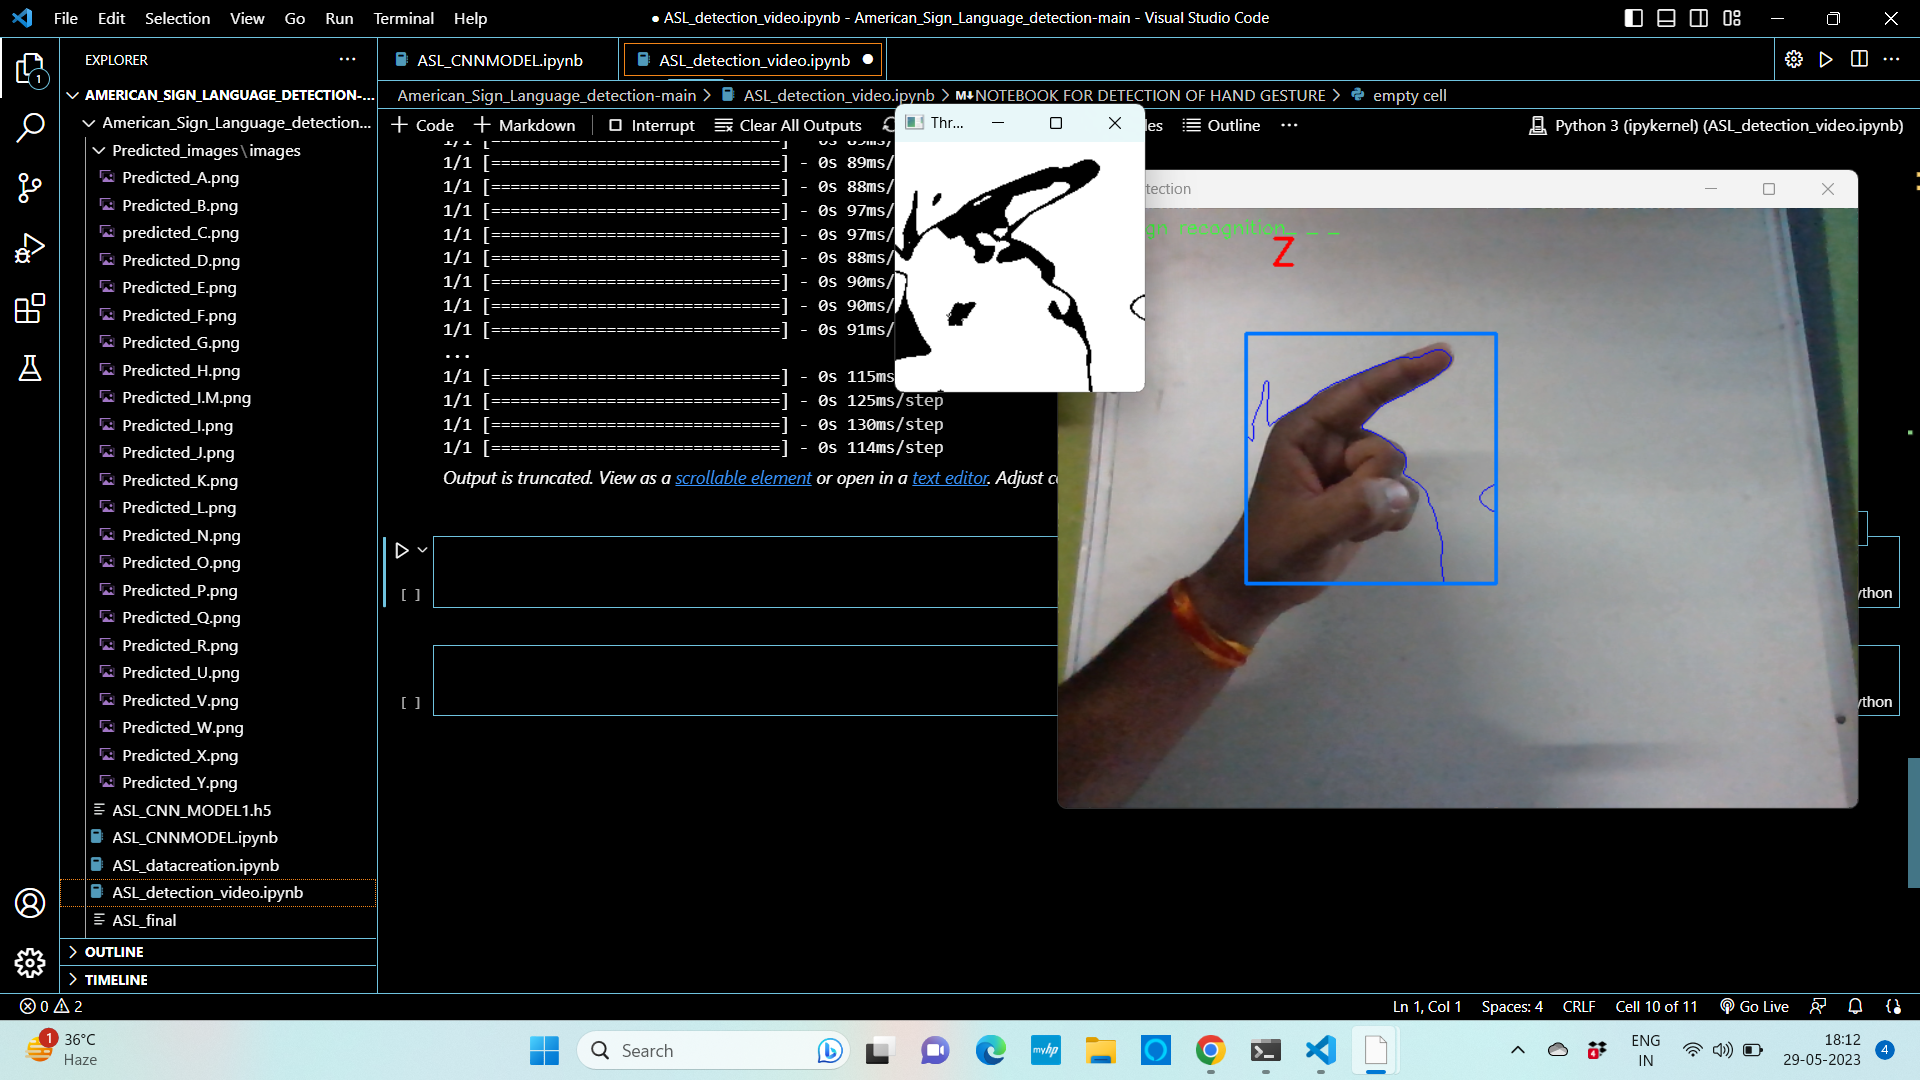 File Edit Selection View Go Run Terminal Help
● ASL_detection_video.ipynb - American_Sign_Language_detection-main - Visual Studio Code
EXPLORER ...
ASL_CNNMODEL.ipynb
ASL_detection_video.ipynb ●
AMERICAN_SIGN_LANGUAGE_DETECTION-...
American_Sign_Language_detection-main > ASL_detection_video.ipynb > M↓NOTEBOOK FOR DETECTION OF HAND GESTURE > empty cell
+ Code + Markdown | Interrupt Clear All Outputs Outline ...
Python 3 (ipykernel) (ASL_detection_video.ipynb)
American_Sign_Language_detection...
Predicted_images\images
Predicted_A.png
Predicted_B.png
predicted_C.png
Predicted_D.png
Predicted_E.png
Predicted_F.png
Predicted_G.png
Predicted_H.png
Predicted_I.M.png
Predicted_I.png
Predicted_J.png
Predicted_K.png
Predicted_L.png
Predicted_N.png
Predicted_O.png
Predicted_P.png
Predicted_Q.png
Predicted_R.png
Predicted_U.png
Predicted_V.png
Predicted_W.png
Predicted_X.png
Predicted_Y.png
ASL_CNN_MODEL1.h5
ASL_CNNMODEL.ipynb
ASL_datacreation.ipynb
ASL_detection_video.ipynb
ASL_final
OUTLINE
TIMELINE
1/1 [==============================] - 0s 89ms/
1/1 [==============================] - 0s 88ms/
1/1 [==============================] - 0s 97ms/
1/1 [==============================] - 0s 97ms/
1/1 [==============================] - 0s 88ms/
1/1 [==============================] - 0s 90ms/
1/1 [==============================] - 0s 90ms/
1/1 [==============================] - 0s 91ms/
...
1/1 [==============================] - 0s 115ms
1/1 [==============================] - 0s 125ms/step
1/1 [==============================] - 0s 130ms/step
1/1 [==============================] - 0s 114ms/step
Output is truncated. View as a scrollable element or open in a text editor. Adjust
[ ]
[ ]
Thr...
tection
gn recognition_ _ _
Z
ython
ython
0 2
Ln 1, Col 1 Spaces: 4 CRLF Cell 10 of 11 Go Live
1
36°C
Haze
Search
myhp
4
ENG
IN
18:12
29-05-2023
4